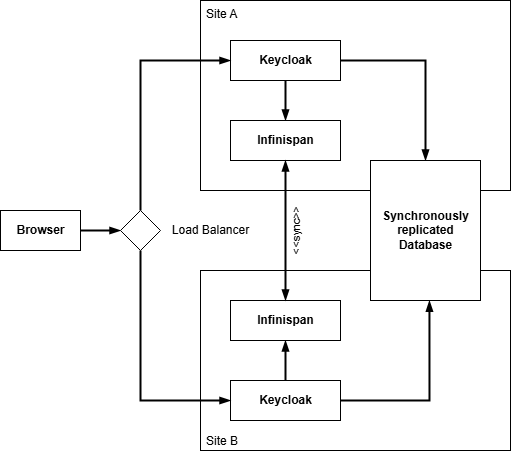 Site A
Keycloak
Infinispan
Browser
Load Balancer
<<sync>>
Synchronously
replicated
Database
Infinispan
Keycloak
Site B